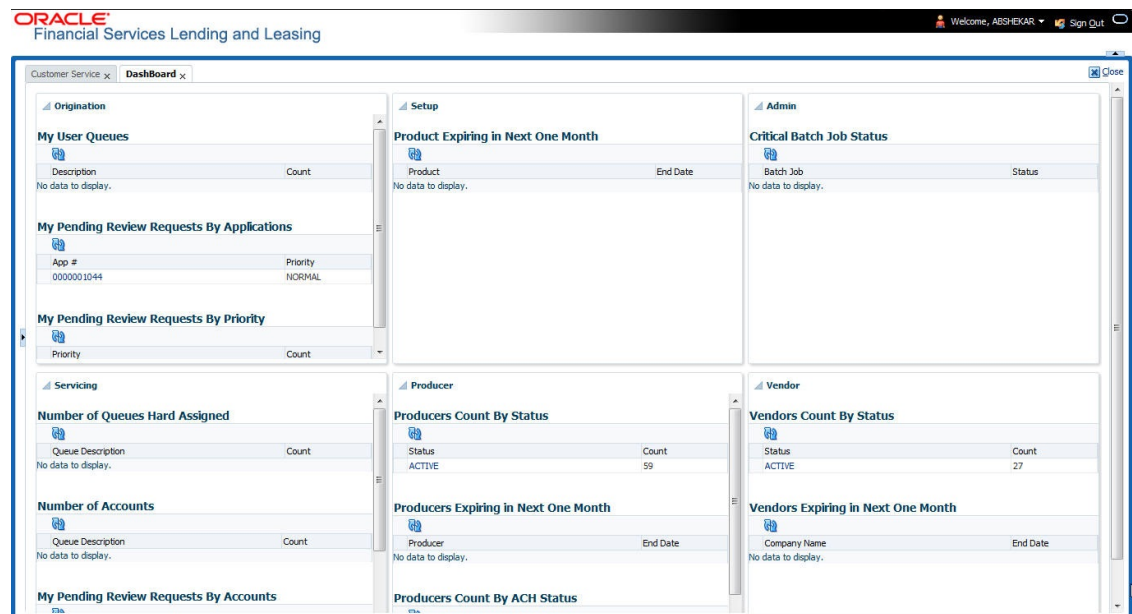 ORACLE
Financial Services Lending and Leasing
Welcome, ABSHEKAR
Sign Out
Customer Service
DashBoard
Close
Origination
My User Queues
Description Count
No data to display.
My Pending Review Requests By Applications
App # Priority
0000001044 NORMAL
My Pending Review Requests By Priority
Priority Count
Setup
Product Expiring in Next One Month
Product End Date
No data to display.
Admin
Critical Batch Job Status
Batch Job Status
No data to display.
Servicing
Number of Queues Hard Assigned
Queue Description Count
No data to display.
Number of Accounts
Queue Description Count
No data to display.
My Pending Review Requests By Accounts
Producer
Producers Count By Status
Status Count
ACTIVE 59
Producers Expiring in Next One Month
Producer End Date
No data to display.
Producers Count By ACH Status
Vendor
Vendors Count By Status
Status Count
ACTIVE 27
Vendors Expiring in Next One Month
Company Name End Date
No data to display.